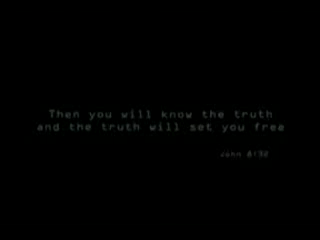 Then you will know the truth
and the truth will set you free
John 8:32